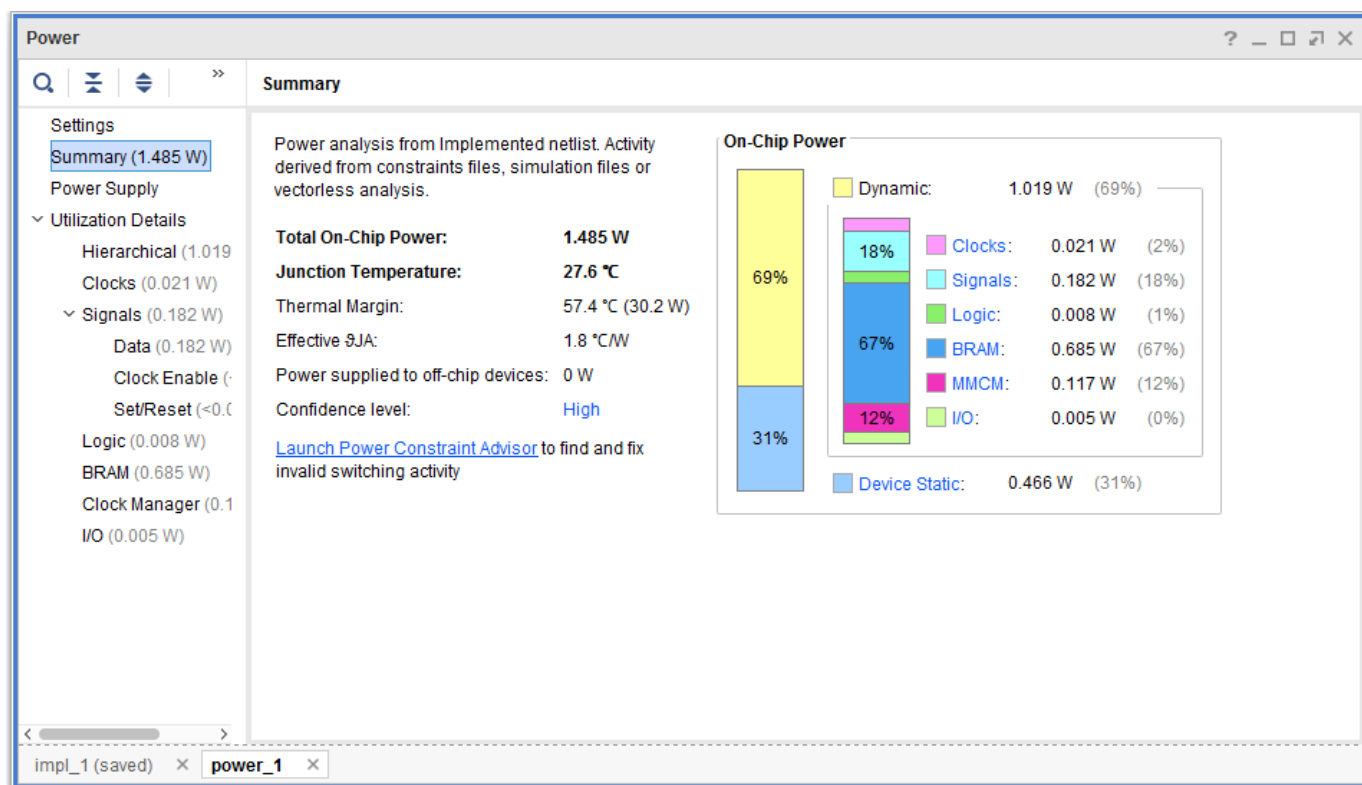 Power
Summary
Settings
Summary (1.485 W)
Power Supply
Utilization Details
Hierarchical (1.019
Clocks (0.021 W)
Signals (0.182 W)
Data (0.182 W)
Clock Enable (
Set/Reset (<0.0
Logic (0.008 W)
BRAM (0.685 W)
Clock Manager (0.1
I/O (0.005 W)
Power analysis from Implemented netlist. Activity
derived from constraints files, simulation files or
vectorless analysis.
Total On-Chip Power: 1.485 W
Junction Temperature: 27.6 °C
Thermal Margin: 57.4 °C (30.2 W)
Effective ϑJA: 1.8 °C/W
Power supplied to off-chip devices: 0 W
Confidence level: High
Launch Power Constraint Advisor to find and fix
invalid switching activity
On-Chip Power
69%
31%
Dynamic: 1.019 W (69%)
18%
67%
12%
Clocks: 0.021 W (2%)
Signals: 0.182 W (18%)
Logic: 0.008 W (1%)
BRAM: 0.685 W (67%)
MMCM: 0.117 W (12%)
I/O: 0.005 W (0%)
Device Static: 0.466 W (31%)
impl_1 (saved)
power_1